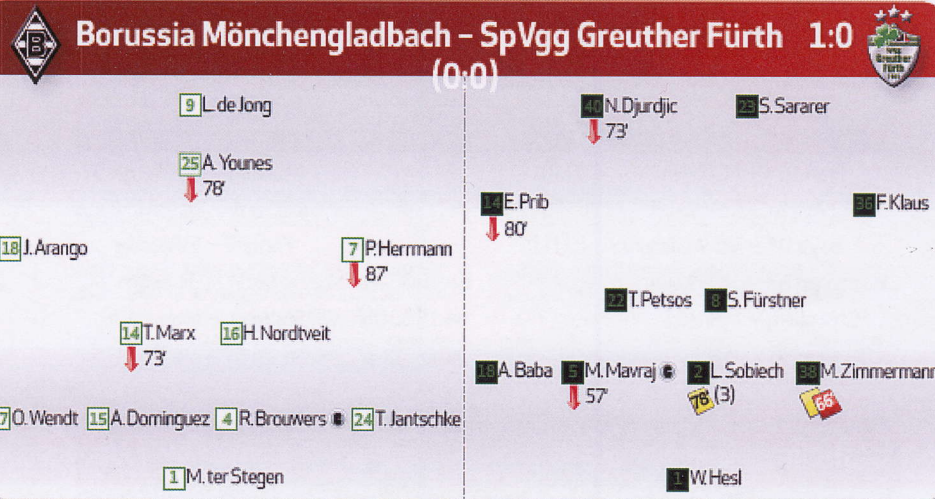 Borussia Mönchengladbach – SpVgg Greuther Fürth 1:0
(0:0)
B
Spvgg
Greuther
Fürth
9 L. de Jong
25 A. Younes
78'
18 J. Arango
7 P. Herrmann
87'
14 T. Marx
73'
16 H. Nordtveit
7 O. Wendt 15 A. Dominguez 4 R. Brouwers C 24 T. Jantschke
1 M. ter Stegen
40 N. Djurdjic
73'
23 S. Sararer
14 E. Prib
80'
36 F. Klaus
22 T. Petsos 8 S. Fürstner
18 A. Baba 5 M. Mavraj C 2 L. Sobiech 38 M. Zimmermann
57' 78' (3) 66'
1 W. Hesl